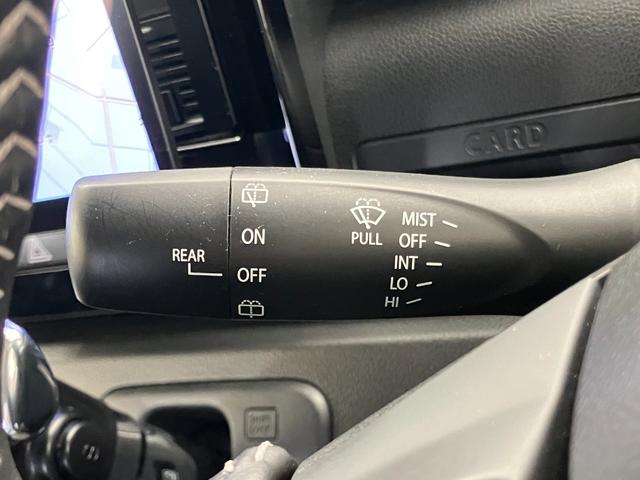 CARD
MIST
PULL OFF
ON
INT
REAR
OFF
LO
HI